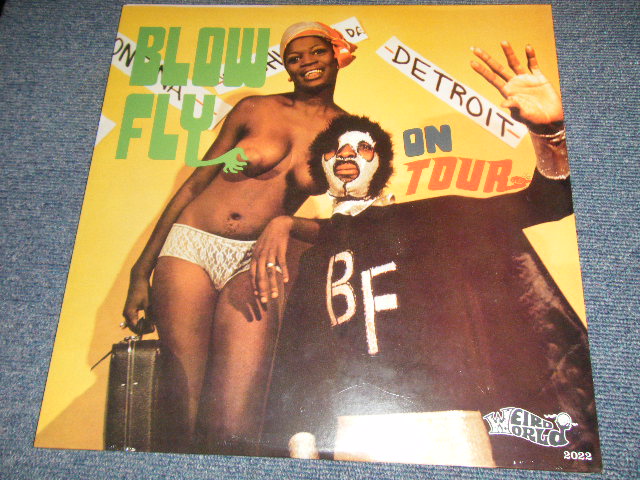 BLOW
FLY
DETROIT
ON
TOUR
BF
WEIRD
WORLD
2022